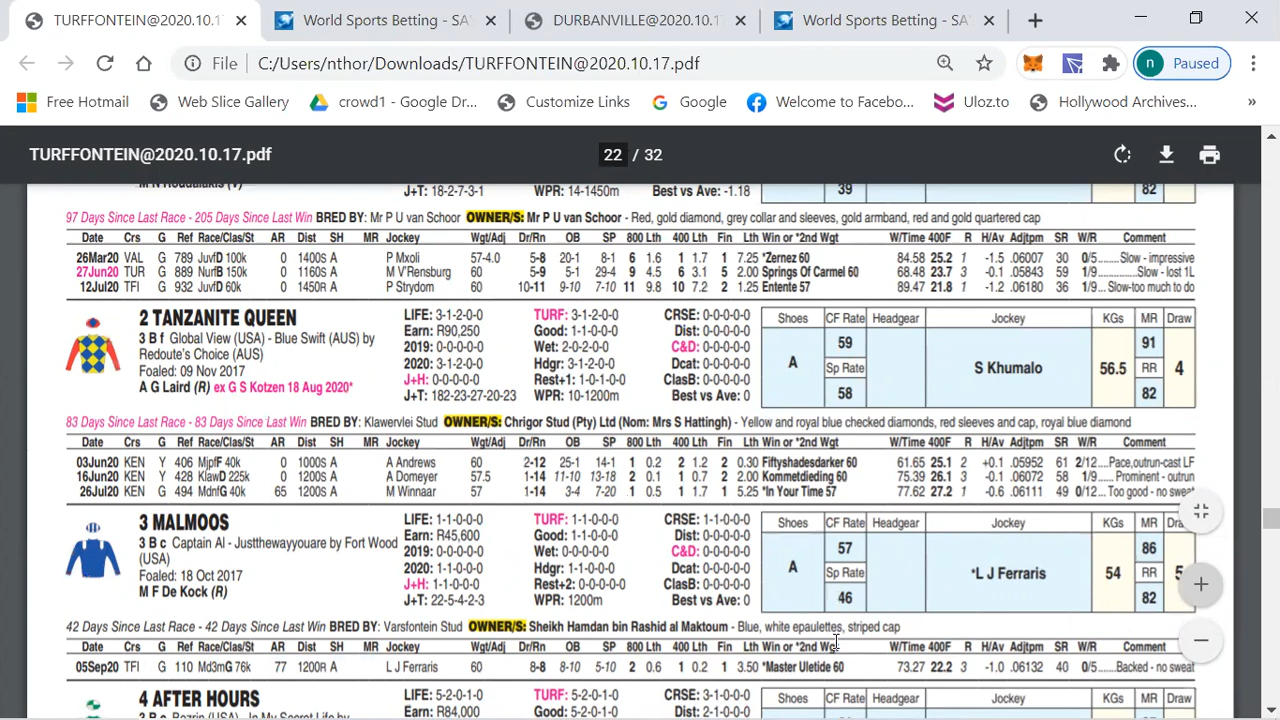 TURFFONTEIN@2020.10.1
World Sports Betting - SA
DURBANVILLE@2020.10.1
World Sports Betting - SA
File C:/Users/nthor/Downloads/TURFFONTEIN@2020.10.17.pdf
n Paused
Free Hotmail Web Slice Gallery crowd1 - Google Dr... Customize Links Google Welcome to Facce... Uloz.to Hollywood Archives... »
TURFFONTEIN@2020.10.17.pdf 22 / 32
J+T: 18-2-7-3-1 WPR: 14-1450m Best vs Ave: -1.18 39 82
97 Days Since Last Race - 205 Days Since Last Win BRED BY: Mr P U van Schoor OWNER/S: Mr P U van Schoor - Red, gold diamond, grey collar and sleeves, gold armband, red and gold quartered cap
Date Crs G Ref Race/Clas/St AR Dist SH MR Jockey Wgt/Adj Dr/Rn OB SP 800 Lth 400 Lth Fin Lth Win or *2nd Wgt W/Time 400F R H/Av Adjtpm SR W/R Comment
26Mar20 VAL G 789 JuvfD 100k 0 1400S A P Mxoli 57-4.0 5-8 20-1 8-1 6 1.6 1 1.7 1 7.25 *Zernez 60 84.58 25.2 1 -1.5 .06007 30 0/5 ....Slow - impressive
27Jun20 TUR G 889 NurfB 150k 0 1160S A M V'Rensburg 60 5-9 5-1 29-4 9 4.5 6 3.1 5 2.00 Springs Of Carmel 60 68.48 23.7 3 -0.1 .05843 59 1/9 ............Slow - lost 1L
12Jul20 TFI G 932 JuvfD 60k 0 1450R A P Strydom 60 10-11 9-10 7-10 11 9.8 10 7.2 2 1.25 Entente 57 89.47 21.8 1 -1.2 .06180 36 1/9 ...Slow-too much to do
2 TANZANITE QUEEN
3 B f Global View (USA) - Blue Swift (AUS) by
Redoute's Choice (AUS)
Foaled: 09 Nov 2017
A G Laird (R) ex G S Kotzen 18 Aug 2020*
LIFE: 3-1-2-0-0 TURF: 3-1-2-0-0 CRSE: 0-0-0-0-0
Earn: R90,250 Good: 1-1-0-0-0 Dist: 0-0-0-0-0
2019: 0-0-0-0-0 Wet: 2-0-2-0-0 C&D: 0-0-0-0-0
2020: 3-1-2-0-0 Hdgr: 3-1-2-0-0 Dcat: 0-0-0-0-0
J+H: 0-0-0-0-0 Rest+1: 1-0-1-0-0 ClasB: 0-0-0-0-0
J+T: 182-23-27-20-23 WPR: 10-1200m Best vs Ave: 0
Shoes CF Rate Headgear Jockey KGs MR Draw
A 59 Sp Rate 58 S Khumalo 56.5 91 RR 82 4
83 Days Since Last Race - 83 Days Since Last Win BRED BY: Klawervlei Stud OWNER/S: Chrigor Stud (Pty) Ltd (Nom: Mrs S Hattingh) - Yellow and royal blue checked diamonds, red sleeves and cap, royal blue diamond
Date Crs G Ref Race/Clas/St AR Dist SH MR Jockey Wgt/Adj Dr/Rn OB SP 800 Lth 400 Lth Fin Lth Win or *2nd Wgt W/Time 400F R H/Av Adjtpm SR W/R Comment
03Jun20 KEN Y 406 MjpfF 40k 0 1000S A A Andrews 60 2-12 25-1 14-1 1 0.2 2 1.2 2 0.30 Fiftyshadesdarker 60 61.65 25.1 2 +0.1 .05952 61 2/12 ....Pace,outrun-cast LF
16Jun20 KEN Y 428 KlawD 225k 0 1200S A A Domeyer 57.5 1-14 11-10 13-18 2 0.1 1 0.7 2 2.00 Kommetdieding 60 75.39 26.1 3 -0.1 .06072 58 1/9 ......Prominent - outrun
26Jul20 KEN G 494 MdnfG 40k 65 1200S A M Winnaar 57 1-14 3-4 7-20 .1 0.5 1 1.7 1 5.25 *In Your Time 57 77.62 27.2 1 -0.6 .06111 49 0/12 .... Too good - no sweat
3 MALMOOS
3 B c Captain Al - Justthewayyouare by Fort Wood
(USA)
Foaled: 18 Oct 2017
M F De Kock (R)
LIFE: 1-1-0-0-0 TURF: 1-1-0-0-0 CRSE: 1-1-0-0-0
Earn: R45,600 Good: 1-1-0-0-0 Dist: 0-0-0-0-0
2019: 0-0-0-0-0 Wet: 0-0-0-0-0 C&D: 0-0-0-0-0
2020: 1-1-0-0-0 Hdgr: 1-1-0-0-0 Dcat: 0-0-0-0-0
J+H: 1-1-0-0-0 Rest+2: 0-0-0-0-0 ClasB: 0-0-0-0-0
J+T: 22-5-4-2-3 WPR: 1200m Best vs Ave: 0
Shoes CF Rate Headgear Jockey KGs MR
A 57 Sp Rate 46 *L J Ferraris 54 86 RR 82 5
42 Days Since Last Race - 42 Days Since Last Win BRED BY: Varsfontein Stud OWNER/S: Sheikh Hamdan bin Rashid al Maktoum - Blue, white epaulettes, striped cap
Date Crs G Ref Race/Clas/St AR Dist SH MR Jockey Wgt/Adj Dr/Rn OB SP 800 Lth 400 Lth Fin Lth Win or *2nd Wgt W/Time 400F R H/Av Adjtpm SR W/R Comment
05Sep20 TFI G 110 Md3mG 76k 77 1200R A L J Ferraris 60 8-8 8-10 5-10 2 0.6 1 0.2 1 3.50 *Master Uletide 60 73.27 22.2 3 -1.0 .06132 40 0/5 ......Backed - no sweat
4 AFTER HOURS
LIFE: 5-2-0-1-0 TURF: 5-2-0-1-0 CRSE: 3-1-0-0-0
Earn: R84,000 Good: 5-2-0-1-0 Dist: 2-1-0-0-0
Shoes CF Rate Headgear Jockey KGs MR Draw